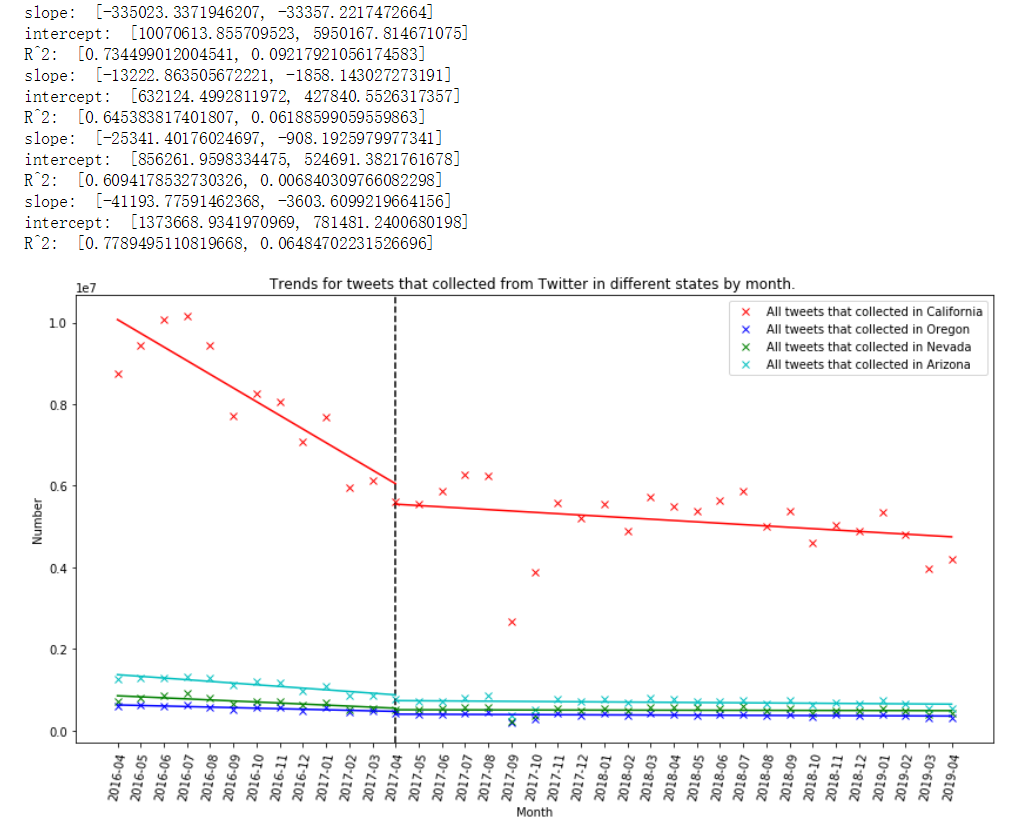 slope:  [-335023.3371946207, -33357.2217472664]
intercept:  [10070613.855709523, 5950167.814671075]
R^2:  [0.734499012004541, 0.09217921056174583]
slope:  [-13222.863505672221, -1858.143027273191]
intercept:  [632124.4992811972, 427840.5526317357]
R^2:  [0.645383817401807, 0.06188599059559863]
slope:  [-25341.40176024697, -908.1925979977341]
intercept:  [856261.9598334475, 524691.3821761678]
R^2:  [0.6094178532730326, 0.006840309766082298]
slope:  [-41193.77591462368, -3603.6099219664156]
intercept:  [1373668.9341970969, 781481.2400680198]
R^2:  [0.7789495110819668, 0.06484702231526696]
Trends for tweets that collected from Twitter in different states by month.
1e7
All tweets that collected in California
All tweets that collected in Oregon
All tweets that collected in Nevada
All tweets that collected in Arizona
1.0
0.8
0.6
0.4
0.2
0.0
Number
2016-04
2016-05
2016-06
2016-07
2016-08
2016-09
2016-10
2016-11
2016-12
2017-01
2017-02
2017-03
2017-04
2017-05
2017-06
2017-07
2017-08
2017-09
2017-10
2017-11
2017-12
2018-01
2018-02
2018-03
2018-04
2018-05
2018-06
2018-07
2018-08
2018-09
2018-10
2018-11
2018-12
2019-01
2019-02
2019-03
2019-04
Month